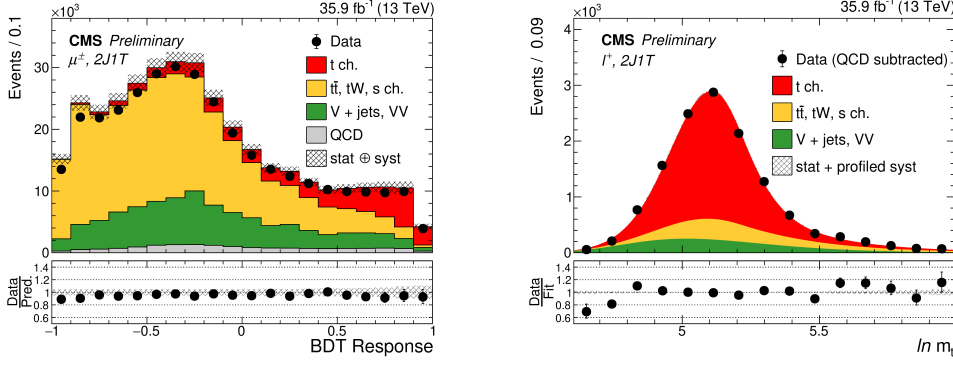 ×10³ 35.9 fb⁻¹ (13 TeV)
Events / 0.1
CMS Preliminary
μ±, 2J1T
Data
t ch.
tt̄, tW, s ch.
V + jets, VV
QCD
stat ⊕ syst
30
20
10
0
Data
Pred.
1.4
1.2
1
0.8
0.6
−1 −0.5 0 0.5 1
BDT Response
×10³ 35.9 fb⁻¹ (13 TeV)
Events / 0.09
CMS Preliminary
l⁺, 2J1T
Data (QCD subtracted)
t ch.
tt̄, tW, s ch.
V + jets, VV
stat + profiled syst
4
3
2
1
0
Data
Fit
1.4
1.2
1
0.8
0.6
5 5.5
ln mₜ